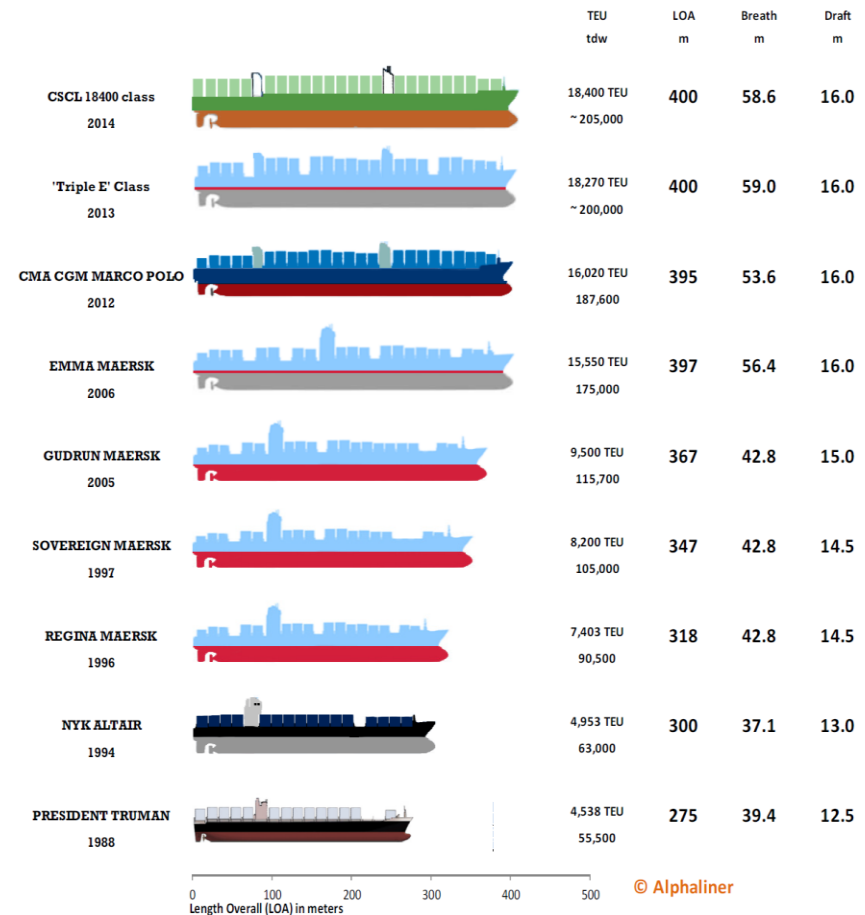 TEU LOA Breath Draft
tdw m m m
CSCL 18400 class 18,400 TEU 400 58.6 16.0
2014 ~ 205,000
'Triple E' Class 18,270 TEU 400 59.0 16.0
2013 ~ 200,000
CMA CGM MARCO POLO 16,020 TEU 395 53.6 16.0
2012 187,600
EMMA MAERSK 15,550 TEU 397 56.4 16.0
2006 175,000
GUDRUN MAERSK 9,500 TEU 367 42.8 15.0
2005 115,700
SOVEREIGN MAERSK 8,200 TEU 347 42.8 14.5
1997 105,000
REGINA MAERSK 7,403 TEU 318 42.8 14.5
1996 90,500
NYK ALTAIR 4,953 TEU 300 37.1 13.0
1994 63,000
PRESIDENT TRUMAN 4,538 TEU 275 39.4 12.5
1988 55,500
0 100 200 300 400 500
Length Overall (LOA) in meters
© Alphaliner